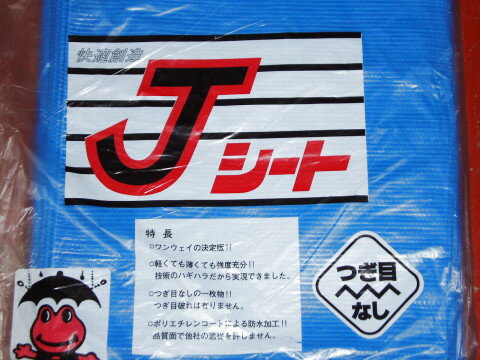 快適創造
Jシート
特長
○ワンウェイの決定版!!
○軽くても薄くても強度充分!!
技術のハギハラだから実現できました。
○つぎ目なしの一枚物!!
つぎ目破れは有りません。
○ポリエチレンコートによる防水加工!!
品質面で他社の追従を許しません。
つぎ目
なし